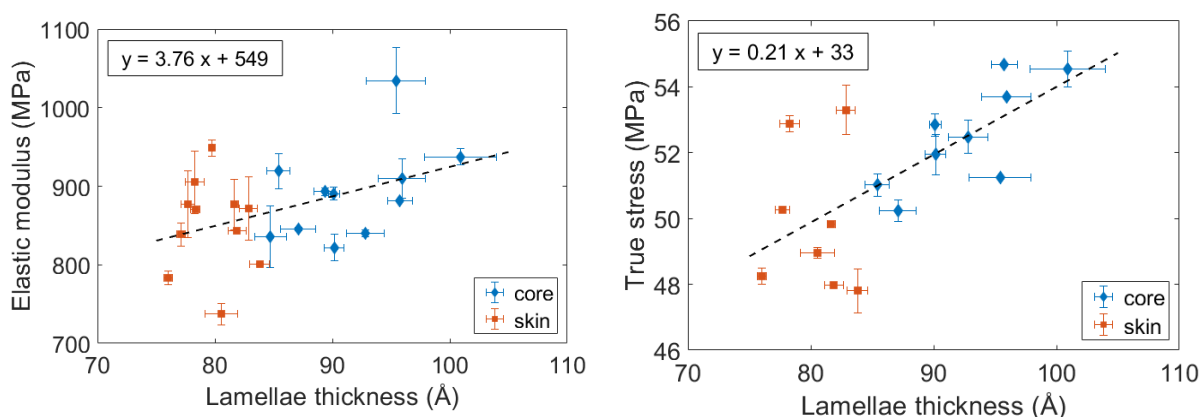 y = 3.76 x + 549
Elastic modulus (MPa)
1100
1000
900
800
700
70
80
90
100
110
Lamellae thickness (Å)
core
skin
y = 0.21 x + 33
True stress (MPa)
56
54
52
50
48
46
70
80
90
100
110
Lamellae thickness (Å)
core
skin